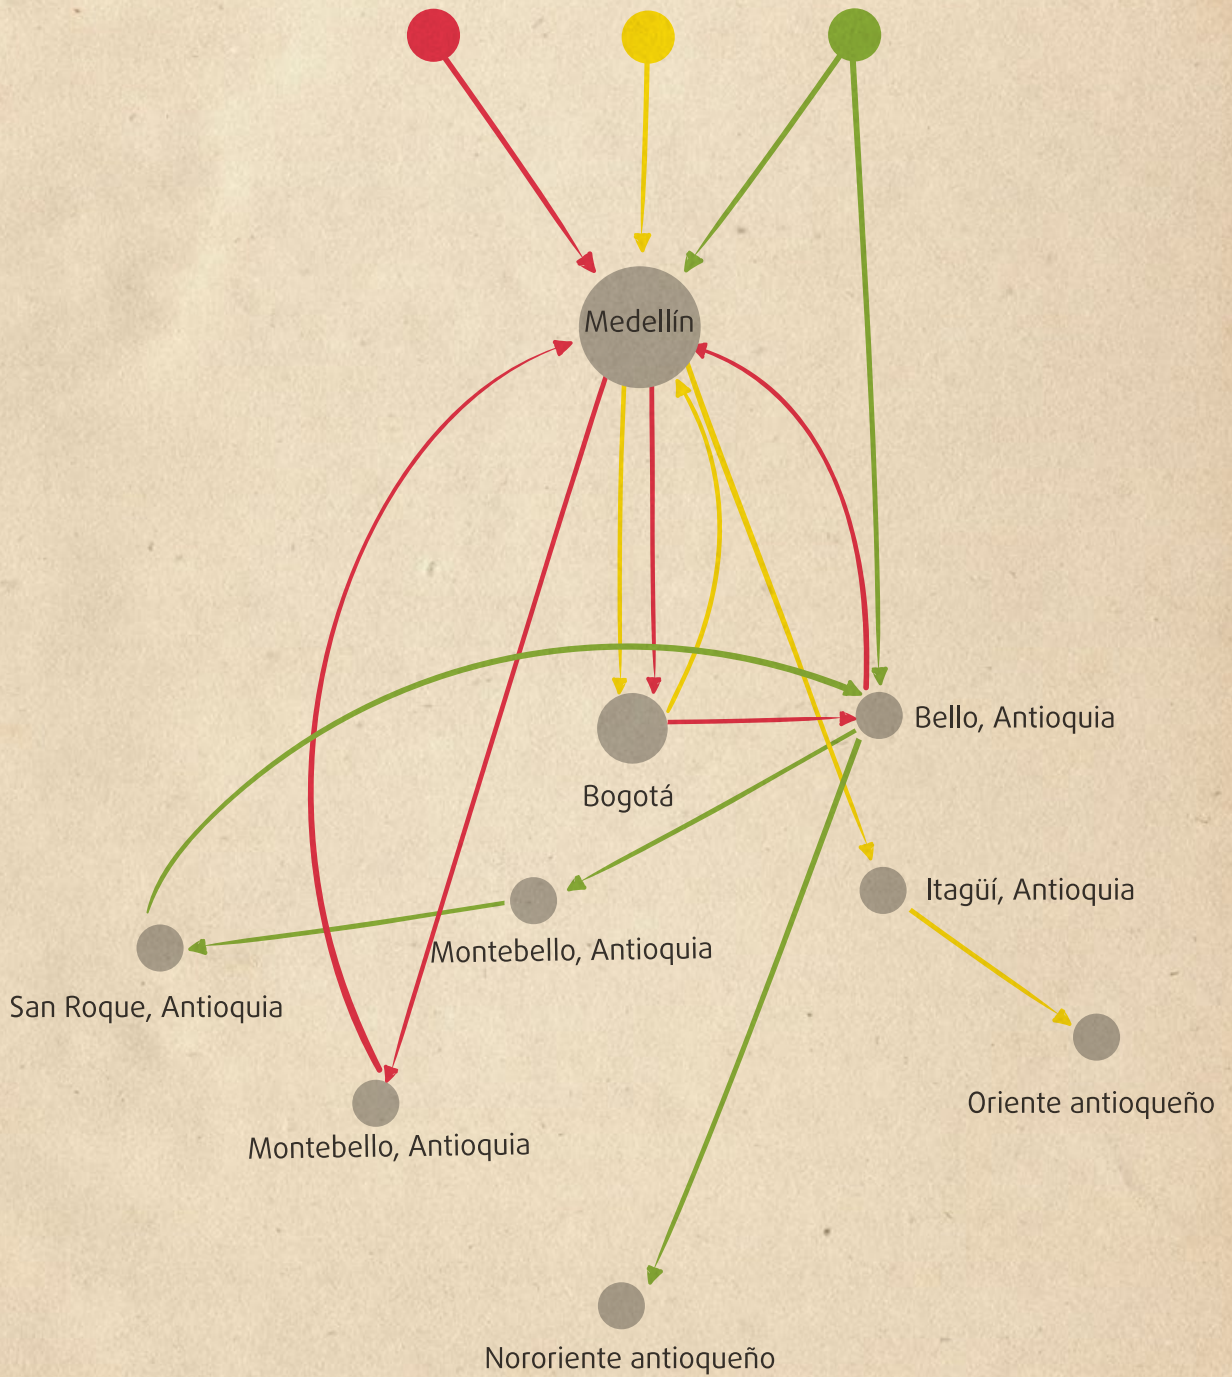 Medellín
Bello, Antioquia
Bogotá
Itagüí, Antioquia
Montebello, Antioquia
San Roque, Antioquia
Oriente antioqueño
Montebello, Antioquia
Nororiente antioqueño